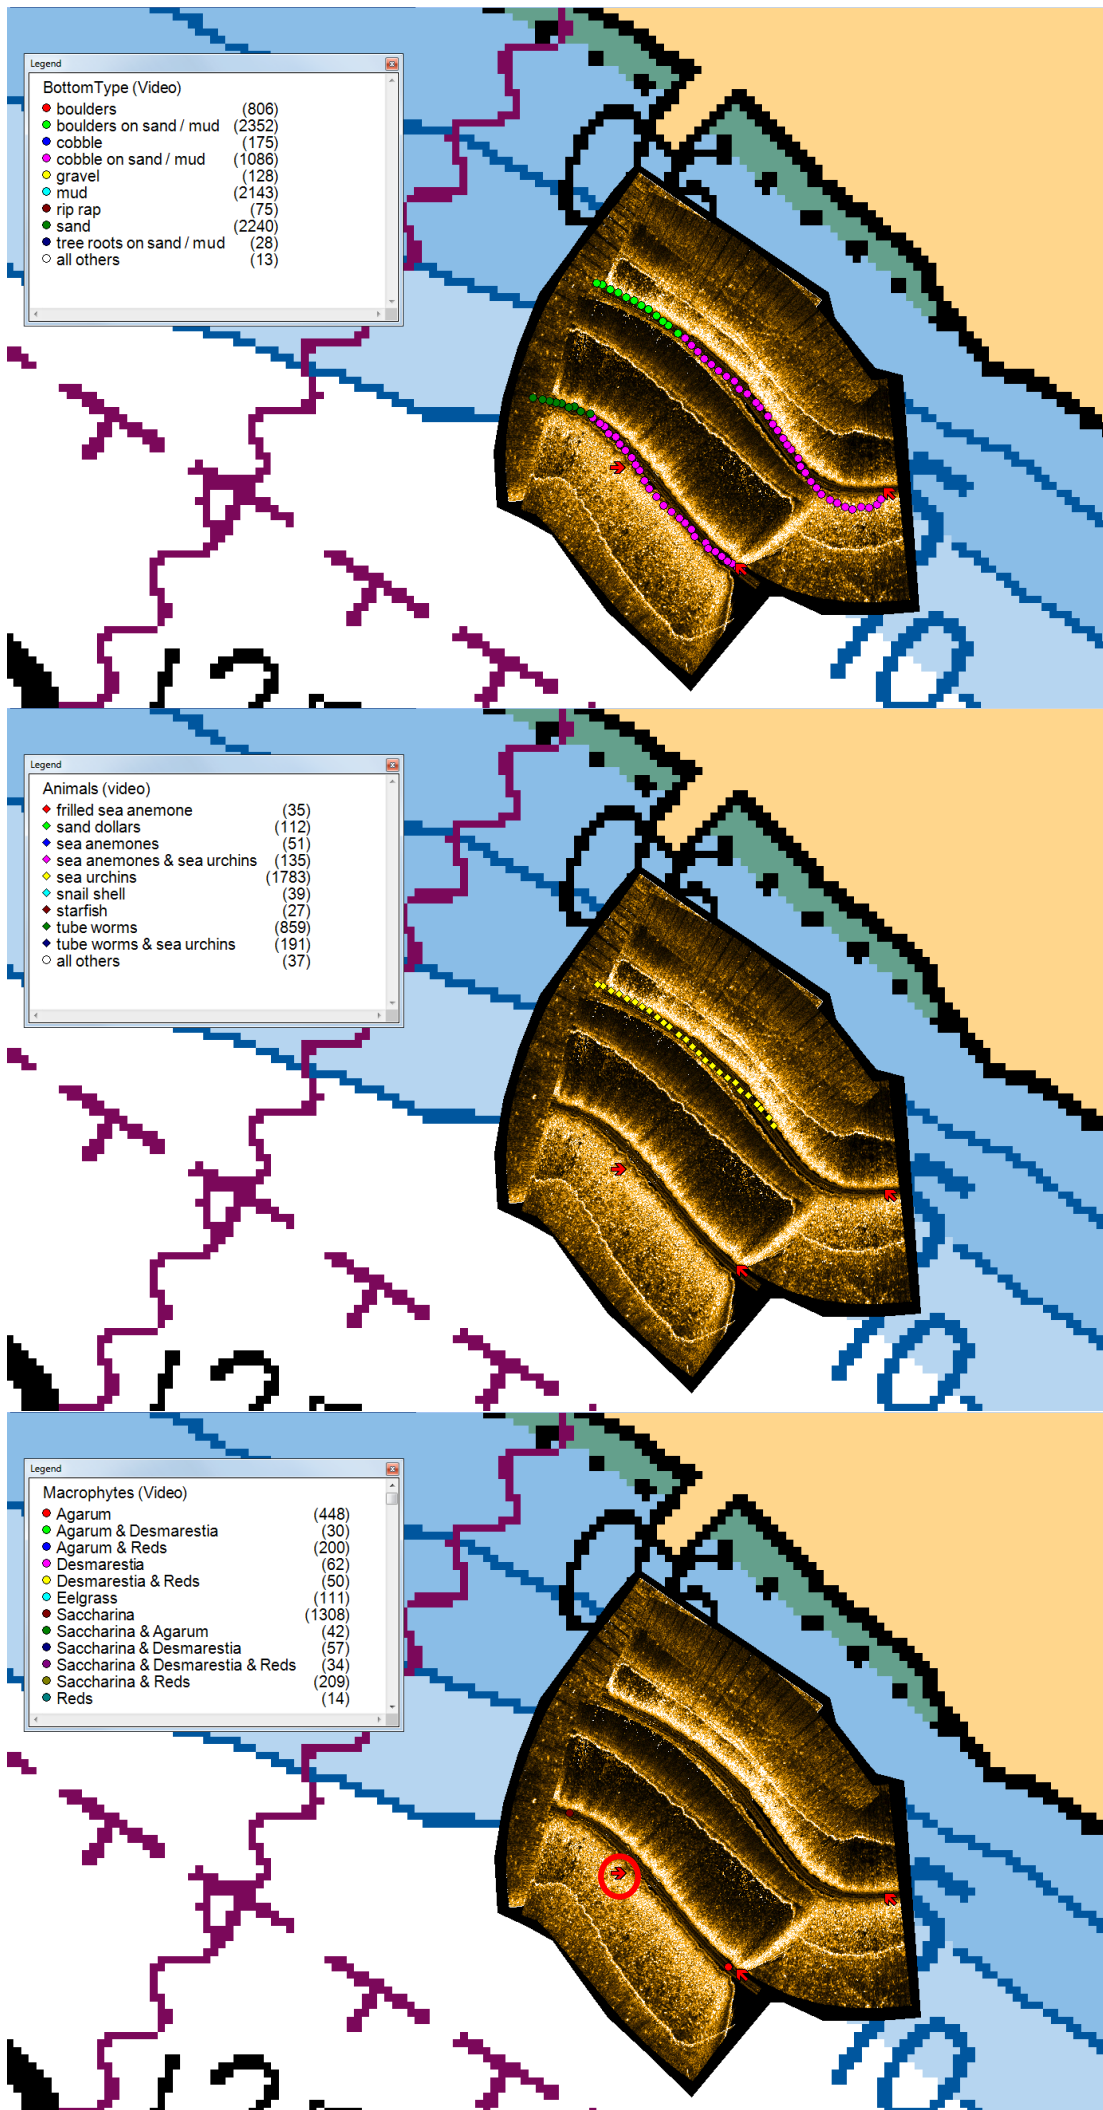 Legend
BottomType (Video)
boulders (806)
boulders on sand / mud (2352)
cobble (175)
cobble on sand / mud (1086)
gravel (128)
mud (2143)
rip rap (75)
sand (2240)
tree roots on sand / mud (28)
all others (13)
Legend
Animals (video)
frilled sea anemone (35)
sand dollars (112)
sea anemones (51)
sea anemones & sea urchins (135)
sea urchins (1783)
snail shell (39)
starfish (27)
tube worms (859)
tube worms & sea urchins (191)
all others (37)
Legend
Macrophytes (Video)
Agarum (448)
Agarum & Desmarestia (30)
Agarum & Reds (200)
Desmarestia (62)
Desmarestia & Reds (50)
Eelgrass (111)
Saccharina (1308)
Saccharina & Agarum (42)
Saccharina & Desmarestia (57)
Saccharina & Desmarestia & Reds (34)
Saccharina & Reds (209)
Reds (14)